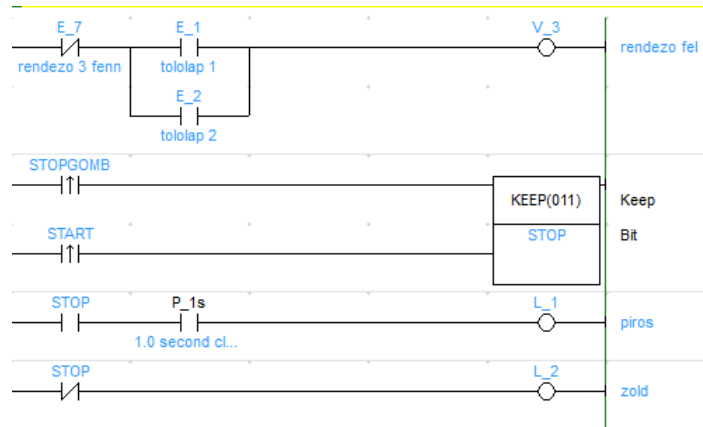 E_7 E_1 V_3
rendezo 3 fenn tololap 1 rendezo fel
E_2
tololap 2
STOPGOMB
KEEP(011) Keep
START STOP Bit
STOP P_1s L_1
1.0 second cl... piros
STOP L_2
zold